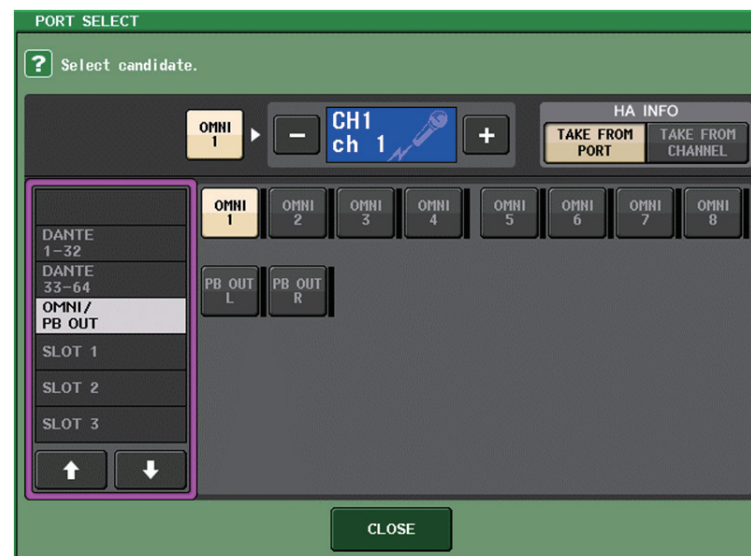 PORT SELECT
? Select candidate.
OMNI
1
−
CH1
ch 1
+
HA INFO
TAKE FROM
PORT
TAKE FROM
CHANNEL
DANTE
1-32
DANTE
33-64
OMNI/
PB OUT
SLOT 1
SLOT 2
SLOT 3
OMNI
1
OMNI
2
OMNI
3
OMNI
4
OMNI
5
OMNI
6
OMNI
7
OMNI
8
PB OUT
L
PB OUT
R
CLOSE